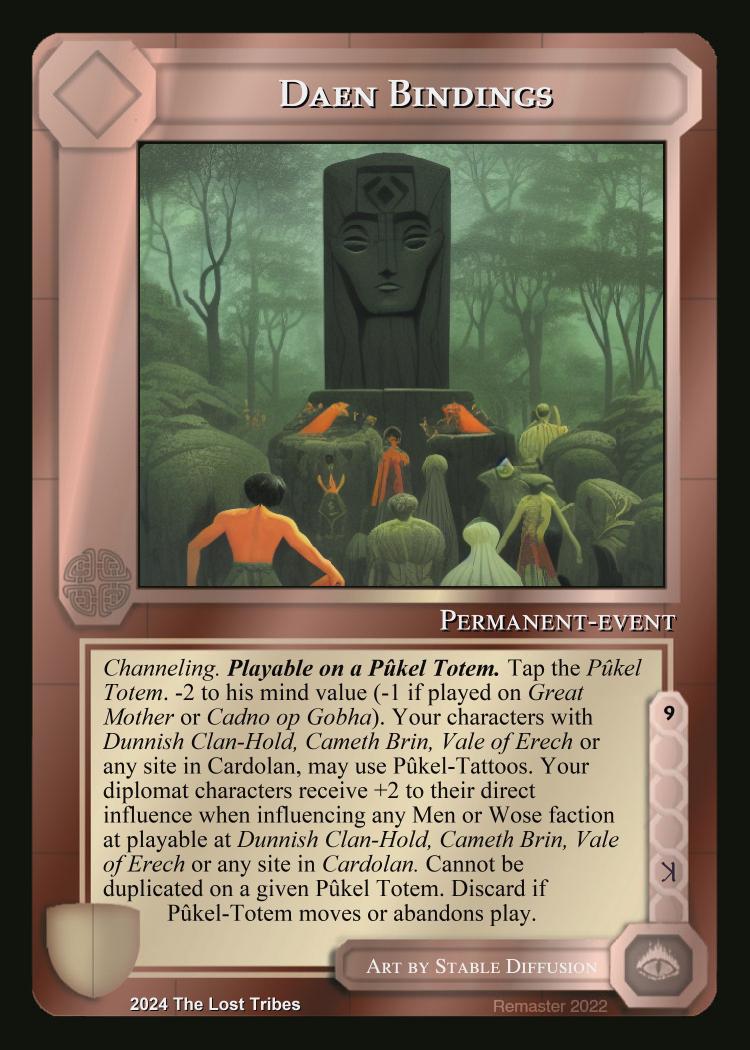 Daen Bindings
Permanent-event
Channeling. Playable on a Pûkel Totem. Tap the Pûkel
Totem. -2 to his mind value (-1 if played on Great
Mother or Cadno op Gobha). Your characters with
Dunnish Clan-Hold, Cameth Brin, Vale of Erech or
any site in Cardolan, may use Pûkel-Tattoos. Your
diplomat characters receive +2 to their direct
influence when influencing any Men or Wose faction
at playable at Dunnish Clan-Hold, Cameth Brin, Vale
of Erech or any site in Cardolan. Cannot be
duplicated on a given Pûkel Totem. Discard if
Pûkel-Totem moves or abandons play.
9
Art by Stable Diffusion
2024 The Lost Tribes
Remaster 2022